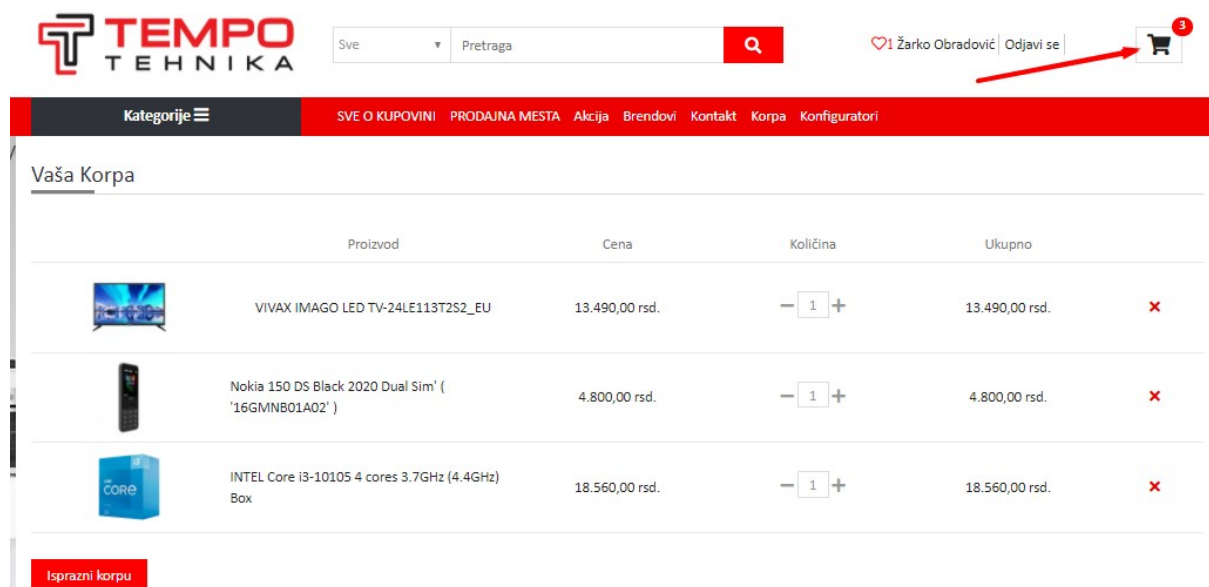 TEMPO
TEHNIKA
Sve
Pretraga
1 Žarko Obradović Odjavi se
3
Kategorije
SVE O KUPOVINI PRODAJNA MESTA Akcija Brendovi Kontakt Korpa Konfiguratori
Vaša Korpa
Proizvod Cena Količina Ukupno
VIVAX IMAGO LED TV-24LE113T2S2_EU 13.490,00 rsd. 1 13.490,00 rsd.
Nokia 150 DS Black 2020 Dual Sim' (
'16GMNB01A02' ) 4.800,00 rsd. 1 4.800,00 rsd.
CORE
INTEL Core i3-10105 4 cores 3.7GHz (4.4GHz)
Box 18.560,00 rsd. 1 18.560,00 rsd.
Isprazni korpu